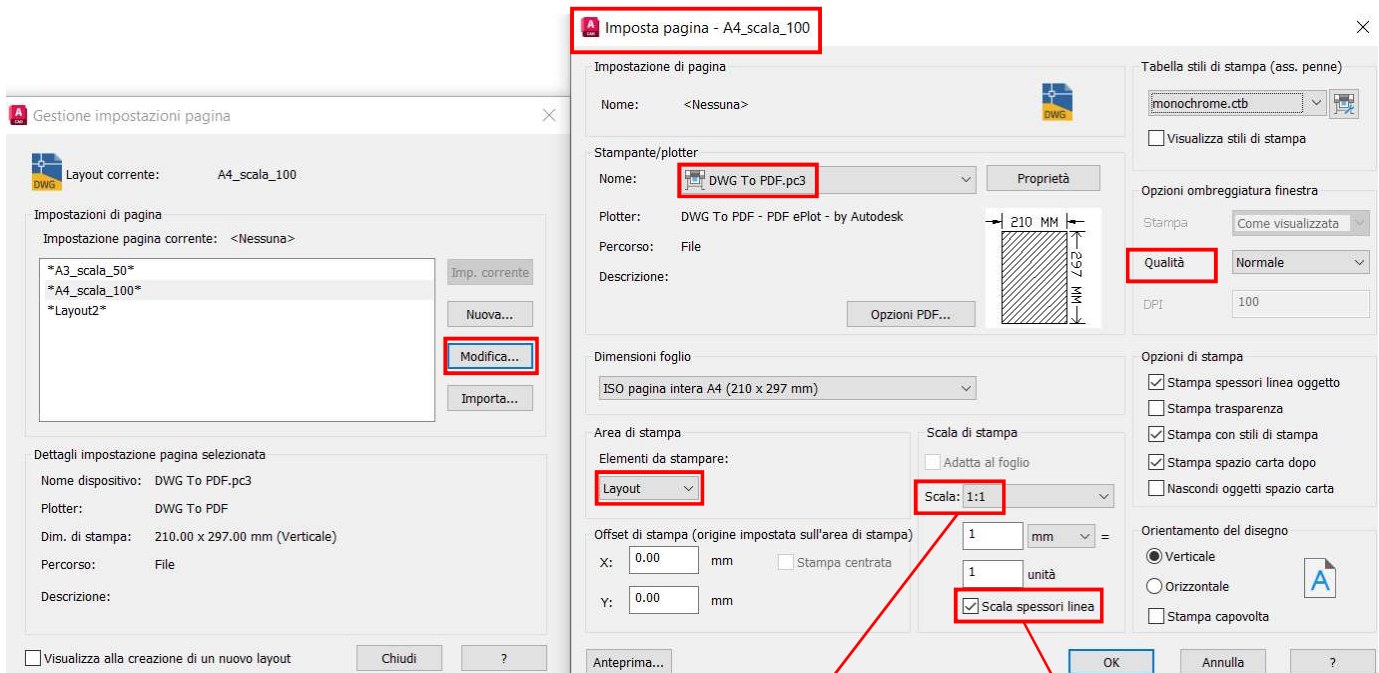 Gestione impostazioni pagina
DWG
Layout corrente: A4_scala_100
Impostazioni di pagina
Impostazione pagina corrente: <Nessuna>
*A3_scala_50*
*A4_scala_100*
*Layout2*
Imp. corrente
Nuova...
Modifica...
Importa...
Dettagli impostazione pagina selezionata
Nome dispositivo: DWG To PDF.pc3
Plotter: DWG To PDF
Dim. di stampa: 210.00 x 297.00 mm (Verticale)
Percorso: File
Descrizione:
Visualizza alla creazione di un nuovo layout
Chiudi
?
Imposta pagina - A4_scala_100
Impostazione di pagina
Nome: <Nessuna>
DWG
Stampante/plotter
Nome: DWG To PDF.pc3
Proprietà
Plotter: DWG To PDF - PDF ePlot - by Autodesk
Percorso: File
Descrizione:
210 MM
297 MM
Opzioni PDF...
Dimensioni foglio
ISO pagina intera A4 (210 x 297 mm)
Area di stampa
Elementi da stampare:
Layout
Offset di stampa (origine impostata sull'area di stampa)
X: 0.00 mm
Stampa centrata
Y: 0.00 mm
Scala di stampa
Adatta al foglio
Scala: 1:1
1 mm =
1 unità
Scala spessori linea
Tabella stili di stampa (ass. penne)
monochrome.ctb
Visualizza stili di stampa
Opzioni ombreggiatura finestra
Stampa Come visualizzata
Qualità Normale
DPI 100
Opzioni di stampa
Stampa spessori linea oggetto
Stampa trasparenza
Stampa con stili di stampa
Stampa spazio carta dopo
Nascondi oggetti spazio carta
Orientamento del disegno
Verticale
Orizzontale
A
Stampa capovolta
Anteprima...
OK
Annulla
?